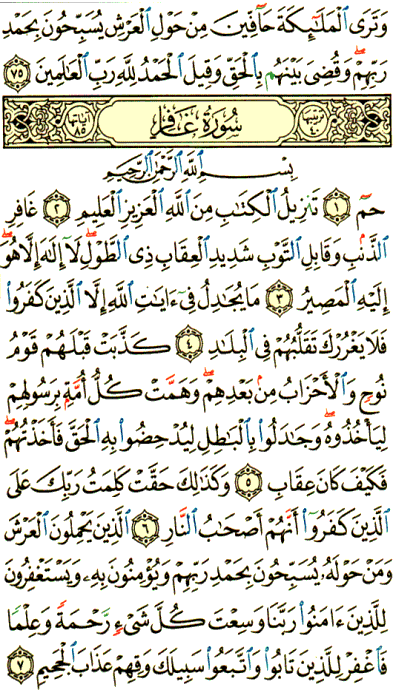 وَتَرَى ٱلْمَلَـٰٓئِكَةَ حَآفِّينَ مِنْ حَوْلِ ٱلْعَرْشِ يُسَبِّحُونَ بِحَمْدِ
رَبِّهِمْ ۖ وَقُضِىَ بَيْنَهُم بِٱلْحَقِّ وَقِيلَ ٱلْحَمْدُ لِلَّهِ رَبِّ ٱلْعَـٰلَمِينَ ٧٥
ترتيبها ٤٠ سُورَةُ غَافِرٍ آياتها ٨٥
بِسْمِ ٱللَّهِ ٱلرَّحْمَـٰنِ ٱلرَّحِيمِ
حمٓ ١ تَنزِيلُ ٱلْكِتَـٰبِ مِنَ ٱللَّهِ ٱلْعَزِيزِ ٱلْعَلِيمِ ٢ غَافِرِ
ٱلذَّنۢبِ وَقَابِلِ ٱلتَّوْبِ شَدِيدِ ٱلْعِقَابِ ذِى ٱلطَّوْلِ ۖ لَآ إِلَـٰهَ إِلَّا هُوَ ۖ
إِلَيْهِ ٱلْمَصِيرُ ٣ مَا يُجَـٰدِلُ فِىٓ ءَايَـٰتِ ٱللَّهِ إِلَّا ٱلَّذِينَ كَفَرُوا۟
فَلَا يَغْرُرْكَ تَقَلُّبُهُمْ فِى ٱلْبِلَـٰدِ ٤ كَذَّبَتْ قَبْلَهُمْ قَوْمُ
نُوحٍ وَٱلْأَحْزَابُ مِنۢ بَعْدِهِمْ ۖ وَهَمَّتْ كُلُّ أُمَّةٍۭ بِرَسُولِهِمْ
لِيَأْخُذُوهُ ۖ وَجَـٰدَلُوا۟ بِٱلْبَـٰطِلِ لِيُدْحِضُوا۟ بِهِ ٱلْحَقَّ فَأَخَذْتُهُمْ ۖ
فَكَيْفَ كَانَ عِقَابِ ٥ وَكَذَٰلِكَ حَقَّتْ كَلِمَتُ رَبِّكَ عَلَى
ٱلَّذِينَ كَفَرُوٓا۟ أَنَّهُمْ أَصْحَـٰبُ ٱلنَّارِ ٦ ٱلَّذِينَ يَحْمِلُونَ ٱلْعَرْشَ
وَمَنْ حَوْلَهُۥ يُسَبِّحُونَ بِحَمْدِ رَبِّهِمْ وَيُؤْمِنُونَ بِهِۦ وَيَسْتَغْفِرُونَ
لِلَّذِينَ ءَامَنُوا۟ رَبَّنَا وَسِعْتَ كُلَّ شَىْءٍ رَّحْمَةً وَعِلْمًا
فَٱغْفِرْ لِلَّذِينَ تَابُوا۟ وَٱتَّبَعُوا۟ سَبِيلَكَ وَقِهِمْ عَذَابَ ٱلْجَحِيمِ ٧